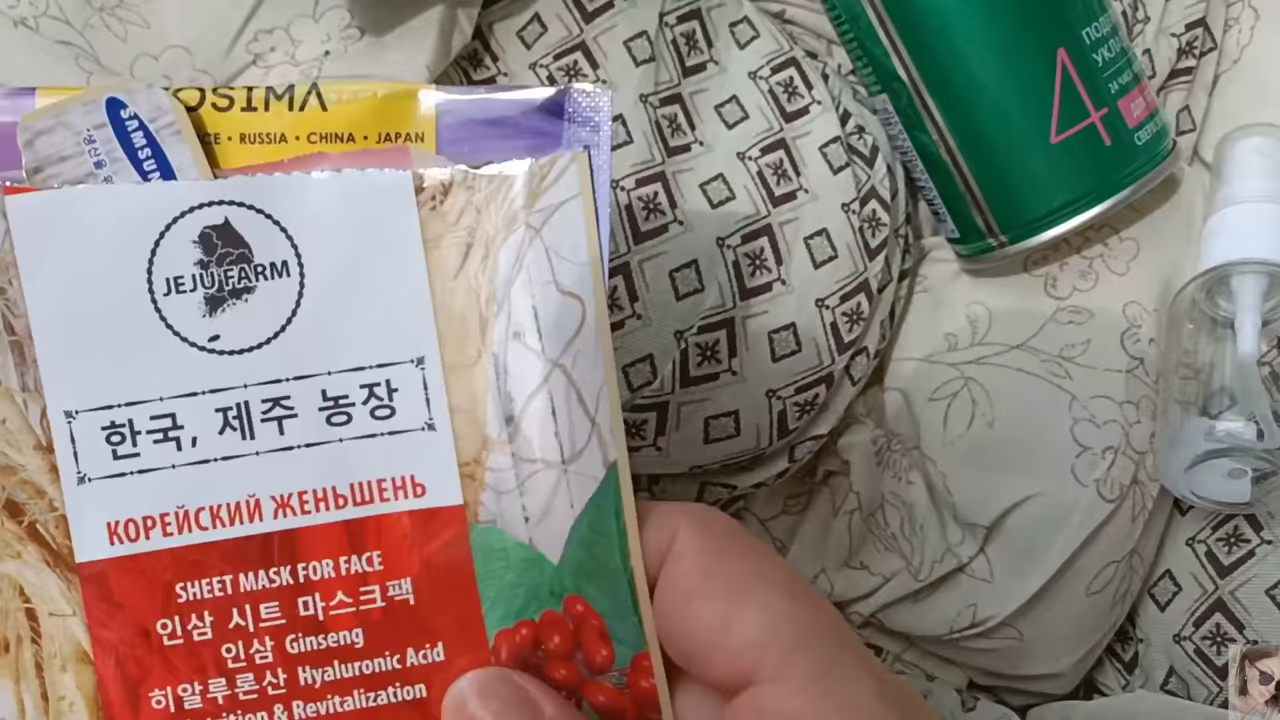 SAMSUN
CE • RUSSIA • CHINA • JAPAN
JEJU FARM
한국, 제주 농장
КОРЕЙСКИЙ ЖЕНЬШЕНЬ
SHEET MASK FOR FACE
인삼 시트 마스크팩
인삼 Ginseng
히알루론산 Hyaluronic Acid
& Revitalization
4
24 ЧАСА